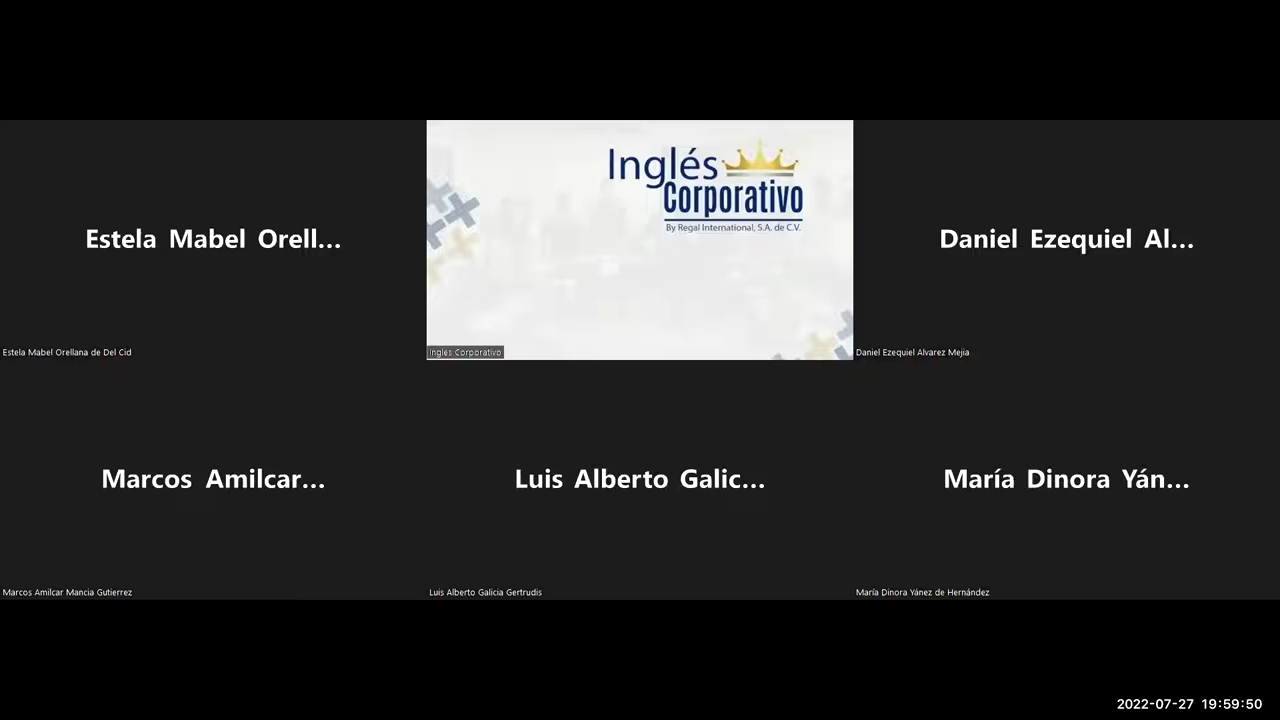 Estela Mabel Orell...
Estela Mabel Orellana de Del Cid
Inglés
Corporativo
By Regal International, S.A. de C.V.
Inglés Corporativo
Daniel Ezequiel Al...
Daniel Ezequiel Alvarez Mejia
Marcos Amilcar...
Marcos Amilcar Mancia Gutierrez
Luis Alberto Galic...
Luis Alberto Galicia Gertrudis
María Dinora Yán...
María Dinora Yánez de Hernández
2022-07-27 19:59:50